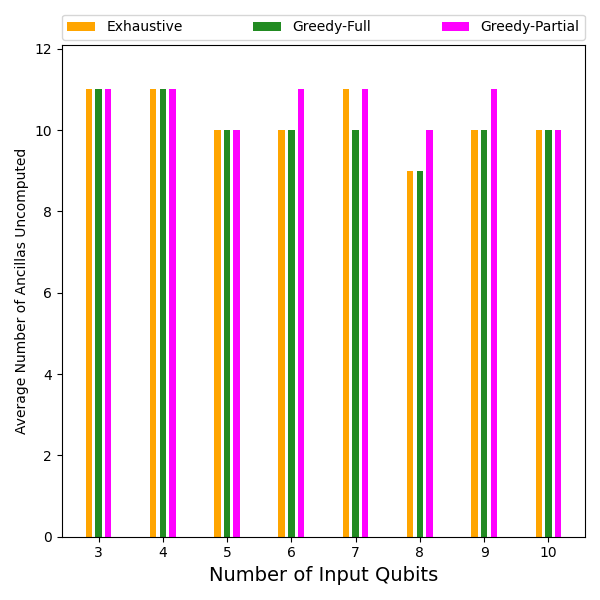 Exhaustive Greedy-Full Greedy-Partial
Average Number of Ancillas Uncomputed
12
10
8
6
4
2
0
3 4 5 6 7 8 9 10
Number of Input Qubits